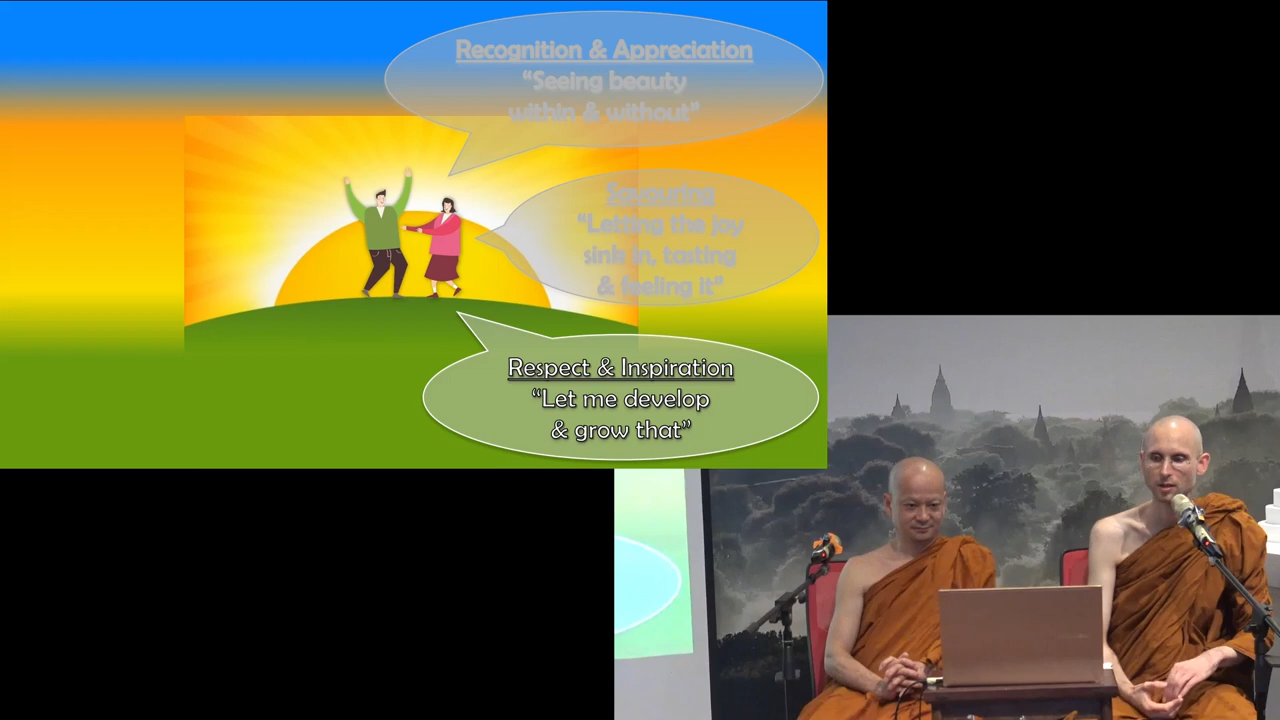 Recognition & Appreciation
“Seeing beauty
within & without”
Savouring
“Letting the joy
sink in, tasting
& feeling it”
Respect & Inspiration
“Let me develop
& grow that”